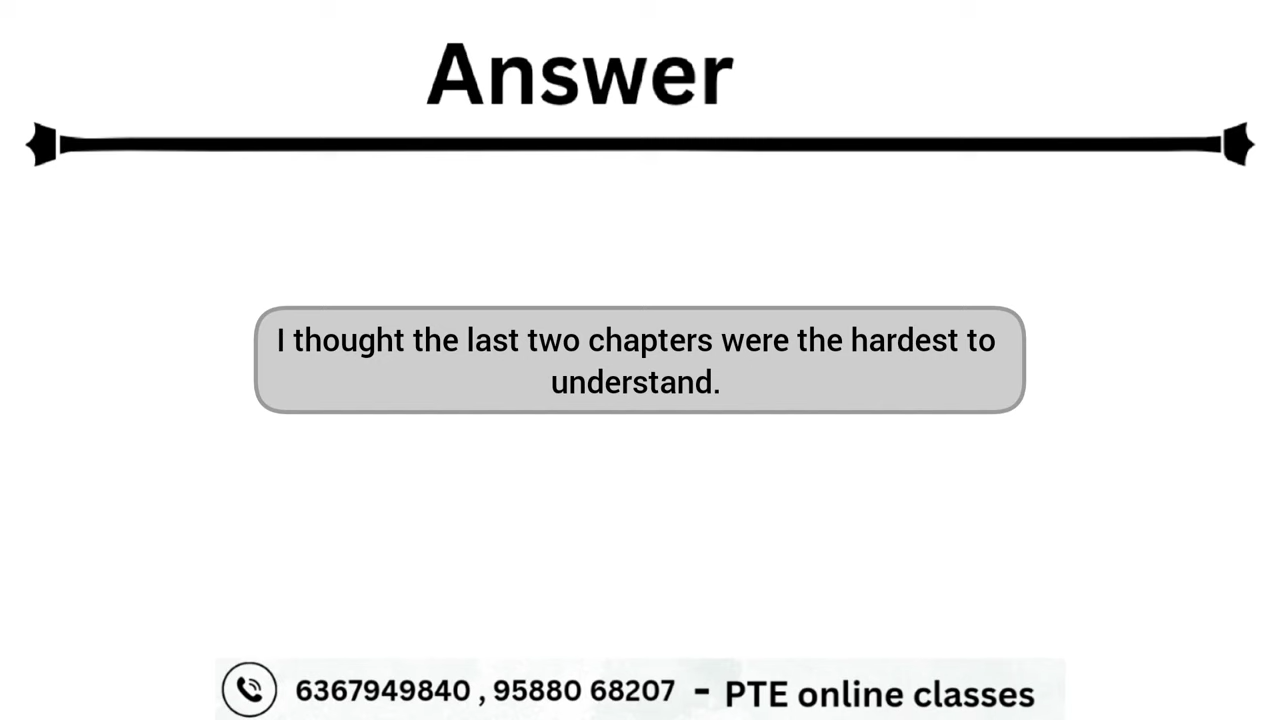 Answer
I thought the last two chapters were the hardest to
understand.
6367949840 , 95880 68207 - PTE online classes